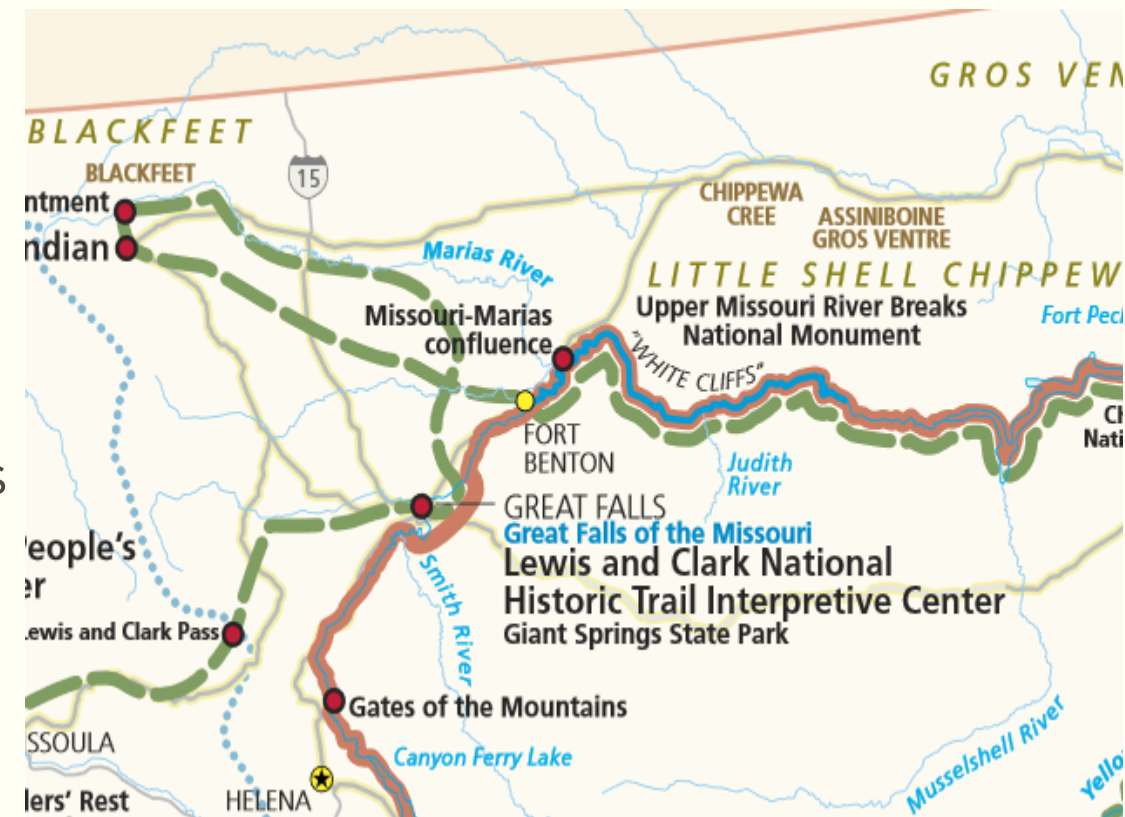 GROS VEN
BLACKFEET
BLACKFEET
15
ntment
CHIPPEWA
CREE
ASSINIBOINE
GROS VENTRE
ndian
Marias River
LITTLE SHELL CHIPPEW
Missouri-Marias
confluence
Upper Missouri River Breaks
National Monument
Fort Peck
"WHITE CLIFFS"
FORT
BENTON
Ch
Nati
Judith
River
S
GREAT FALLS
Great Falls of the Missouri
eople's
er
Lewis and Clark National
Historic Trail Interpretive Center
Giant Springs State Park
Smith River
ewis and Clark Pass
Gates of the Mountains
SSOULA
Canyon Ferry Lake
Musselshell River
Yello
lers' Rest
HELENA